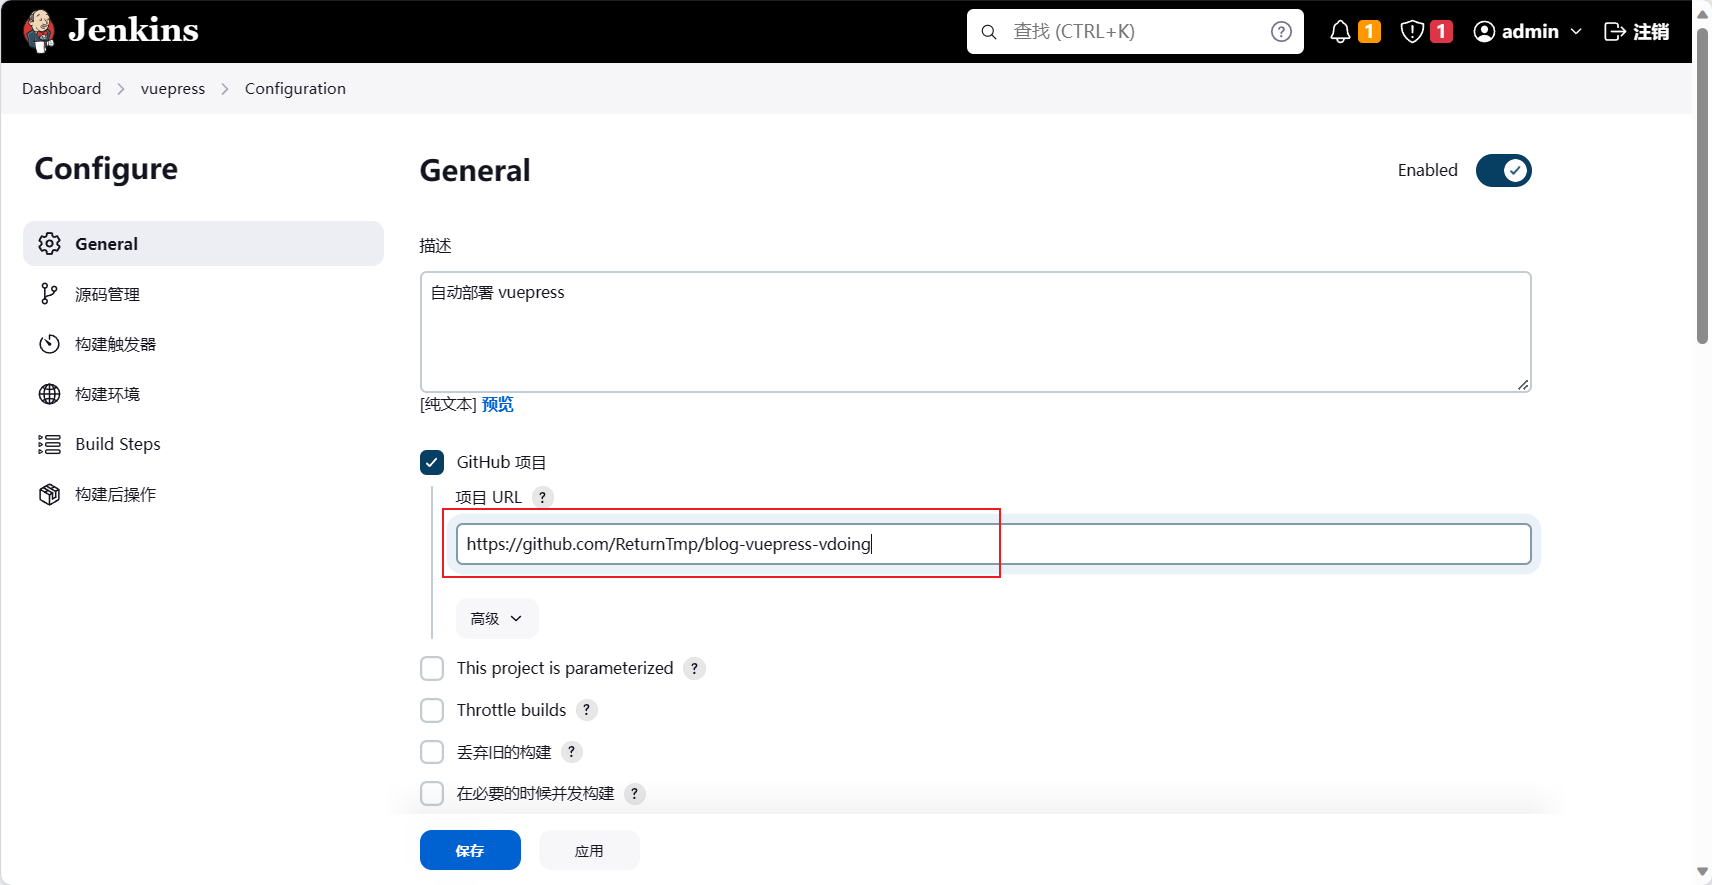 Jenkins
查找 (CTRL+K)
?
1
1
admin
注销
Dashboard
vuepress
Configuration
Configure
General
源码管理
构建触发器
构建环境
Build Steps
构建后操作
General
Enabled
描述
自动部署 vuepress
[纯文本] 预览
GitHub 项目
项目 URL ?
https://github.com/ReturnTmp/blog-vuepress-vdoing
高级
This project is parameterized ?
Throttle builds ?
丢弃旧的构建 ?
在必要的时候并发构建 ?
保存
应用